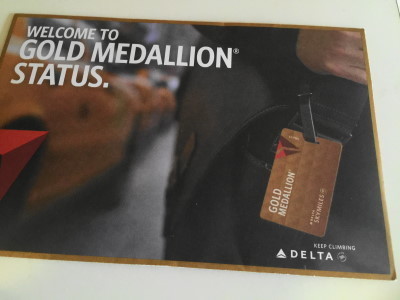 WELCOME TO
GOLD MEDALLION®
STATUS.
GOLD
MEDALLION®
SKYMILES
KEEP CLIMBING
DELTA